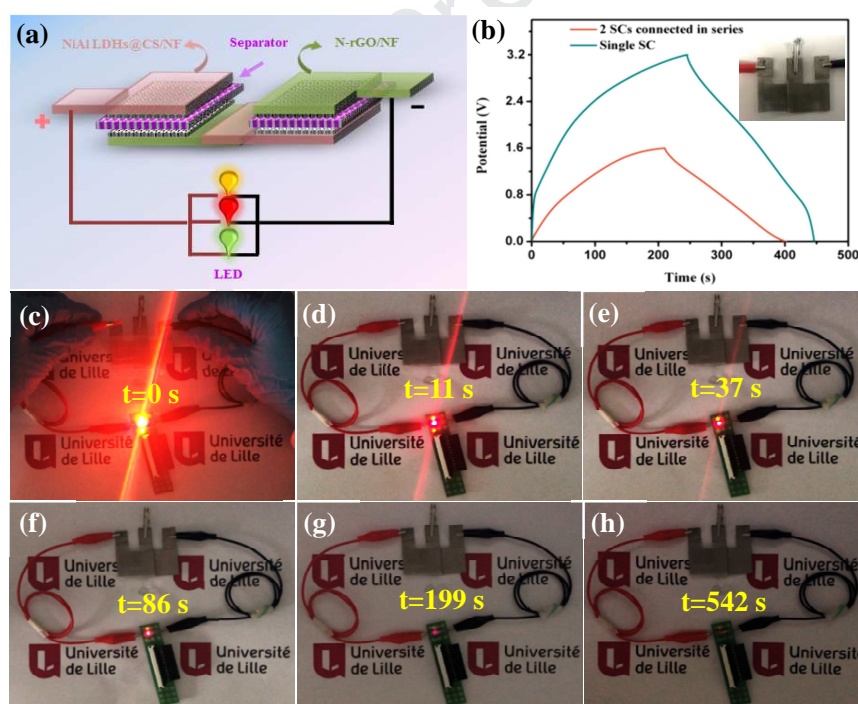 (a)
NiAl LDHs@CS/NF
Separator
N-rGO/NF
+
-
LED
(b)
2 SCs connected in series
Single SC
Potential (V)
3.2
2.4
1.6
0.8
0.0
0
100
200
300
400
500
Time (s)
(c)
Université
de Lille
t=0 s
Université
de Lille
Université
de Lille
(d)
Université
de Lille
Université
de Lille
t=11 s
Université
de Lille
Université
de Lille
(e)
Université
de Lille
Université
de Lille
t=37 s
Université
de Lille
Université
de Lille
(f)
Université
de Lille
Université
de Lille
t=86 s
Université
de Lille
Université
de Lille
(g)
Université
de Lille
Université
de Lille
t=199 s
Université
de Lille
Université
de Lille
(h)
Université
de Lille
Université
de Lille
t=542 s
Université
de Lille
Université
de Lille